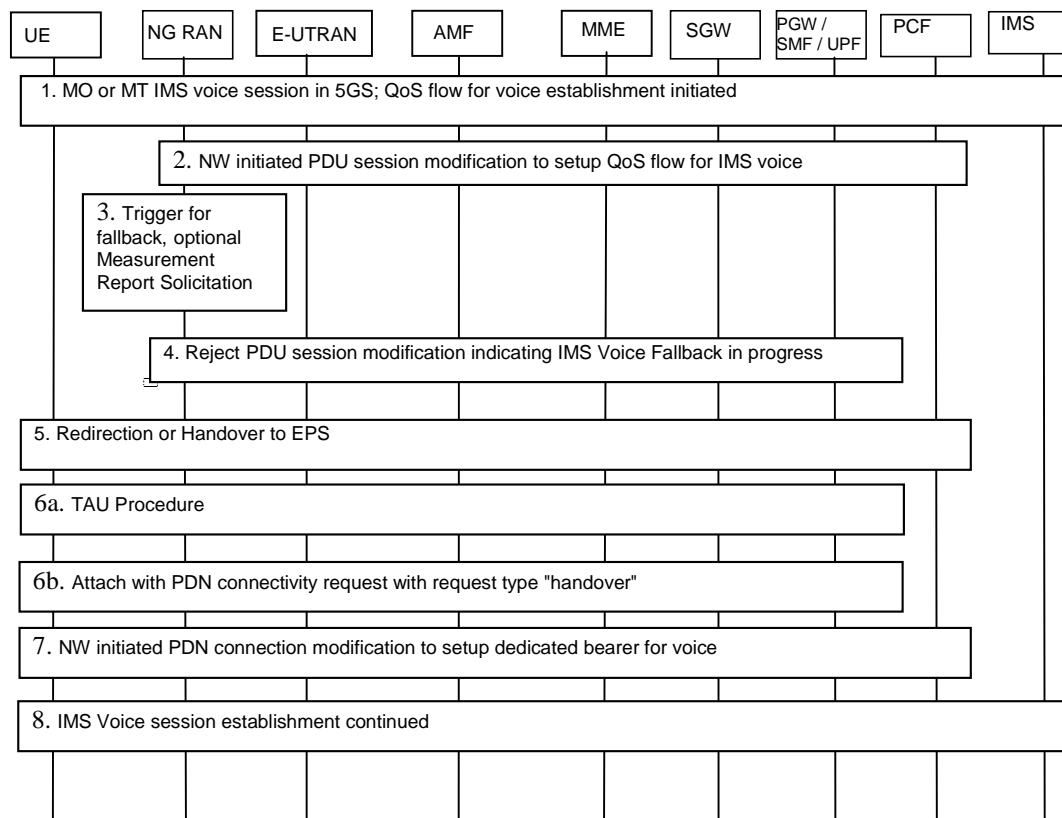 UE
NG RAN
E-UTRAN
AMF
MME
SGW
PGW /
SMF / UPF
PCF
IMS
1. MO or MT IMS voice session in 5GS; QoS flow for voice establishment initiated
2. NW initiated PDU session modification to setup QoS flow for IMS voice
3. Trigger for
fallback, optional
Measurement
Report Solicitation
4. Reject PDU session modification indicating IMS Voice Fallback in progress
5. Redirection or Handover to EPS
6a. TAU Procedure
6b. Attach with PDN connectivity request with request type "handover"
7. NW initiated PDN connection modification to setup dedicated bearer for voice
8. IMS Voice session establishment continued